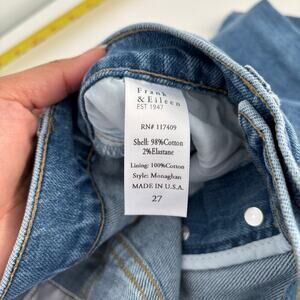 Frank
& Eileen
EST 1947
RN# 117409
Shell: 98%Cotton
2%Elastane
Lining: 100%Cotton
Style: Monaghan
MADE IN U.S.A.
27